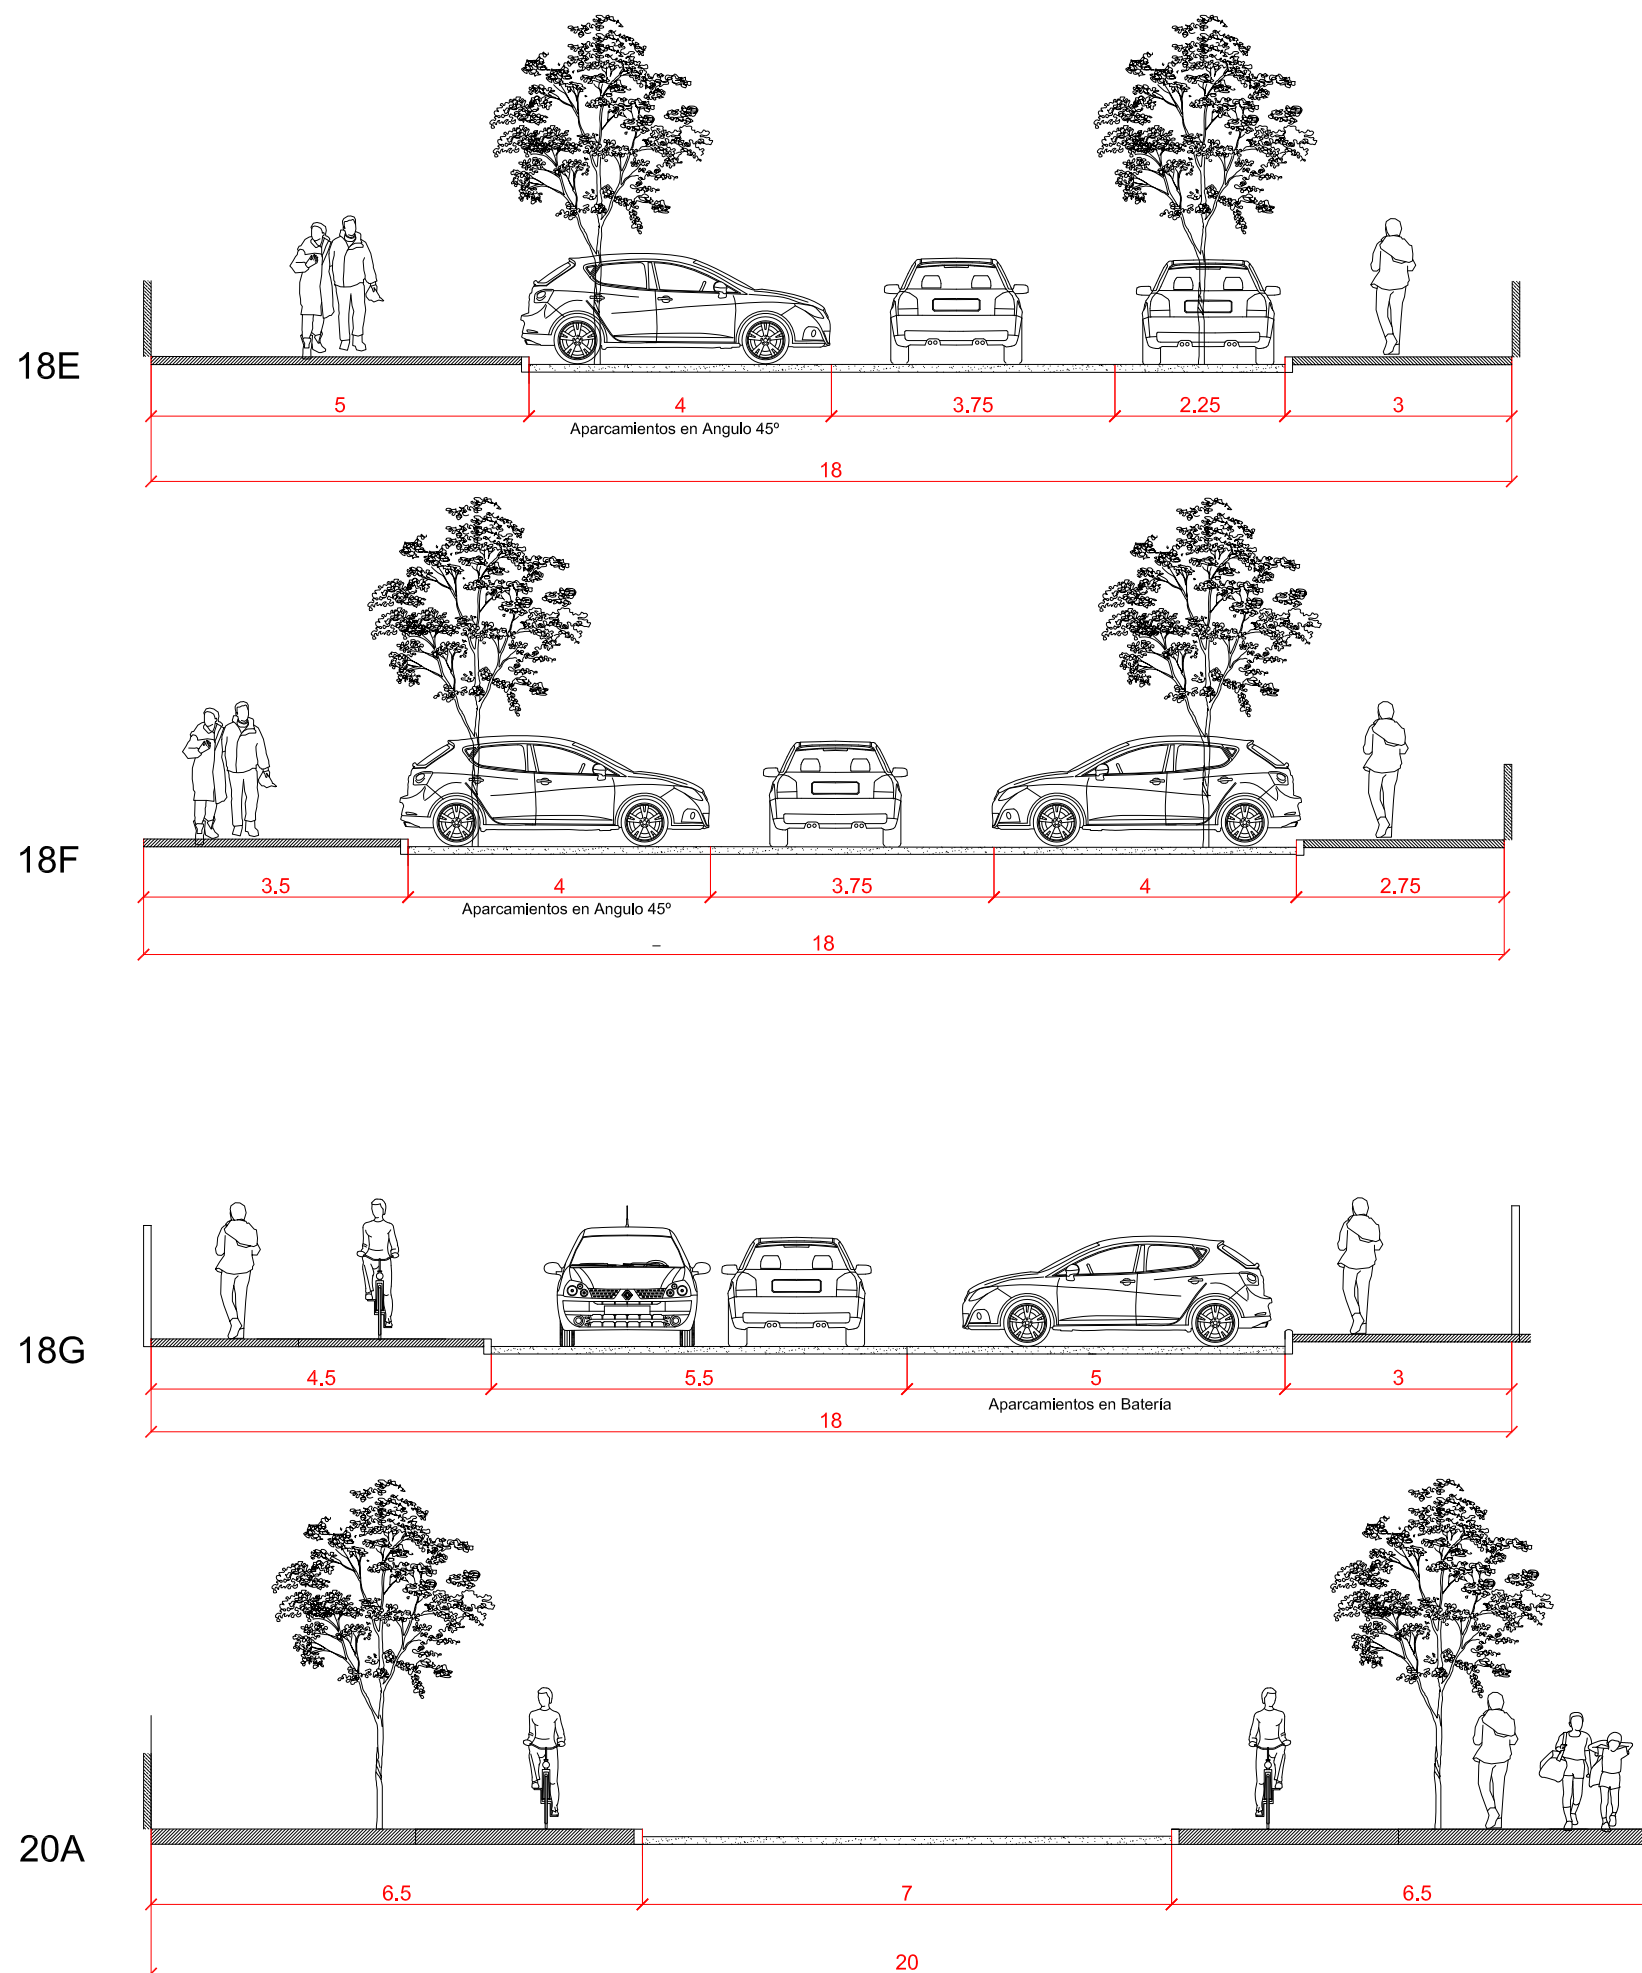 18E
5 4 3.75 2.25 3
Aparcamientos en Angulo 45º
18
18F
3.5 4 3.75 4 2.75
Aparcamientos en Angulo 45º
18
18G
4.5 5.5 5 3
Aparcamientos en Batería
18
20A
6.5 7 6.5
20